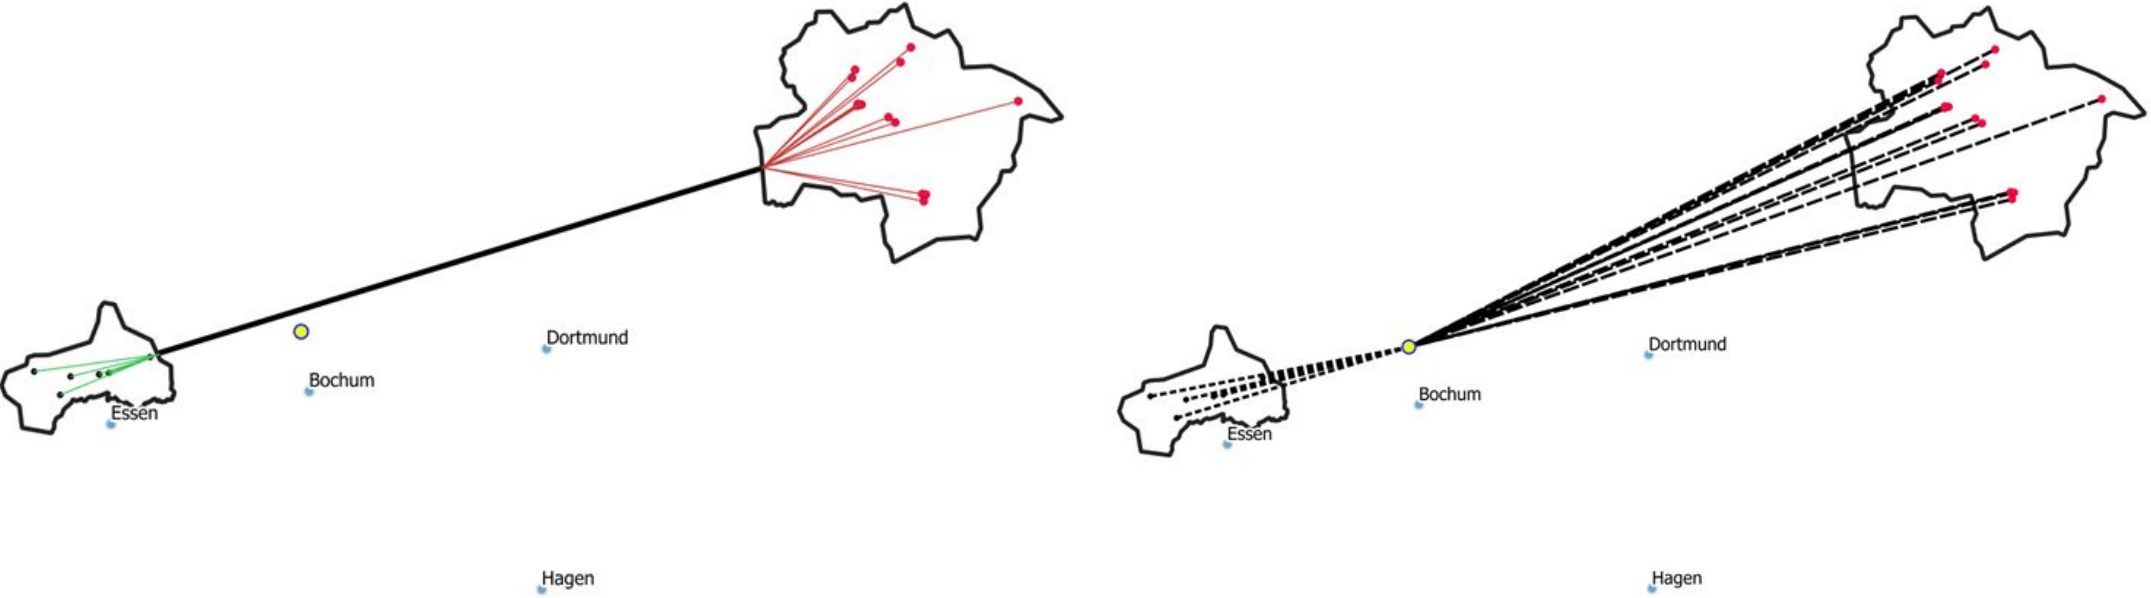 Dortmund
Bochum
Essen
Hagen
Dortmund
Bochum
Essen
Hagen